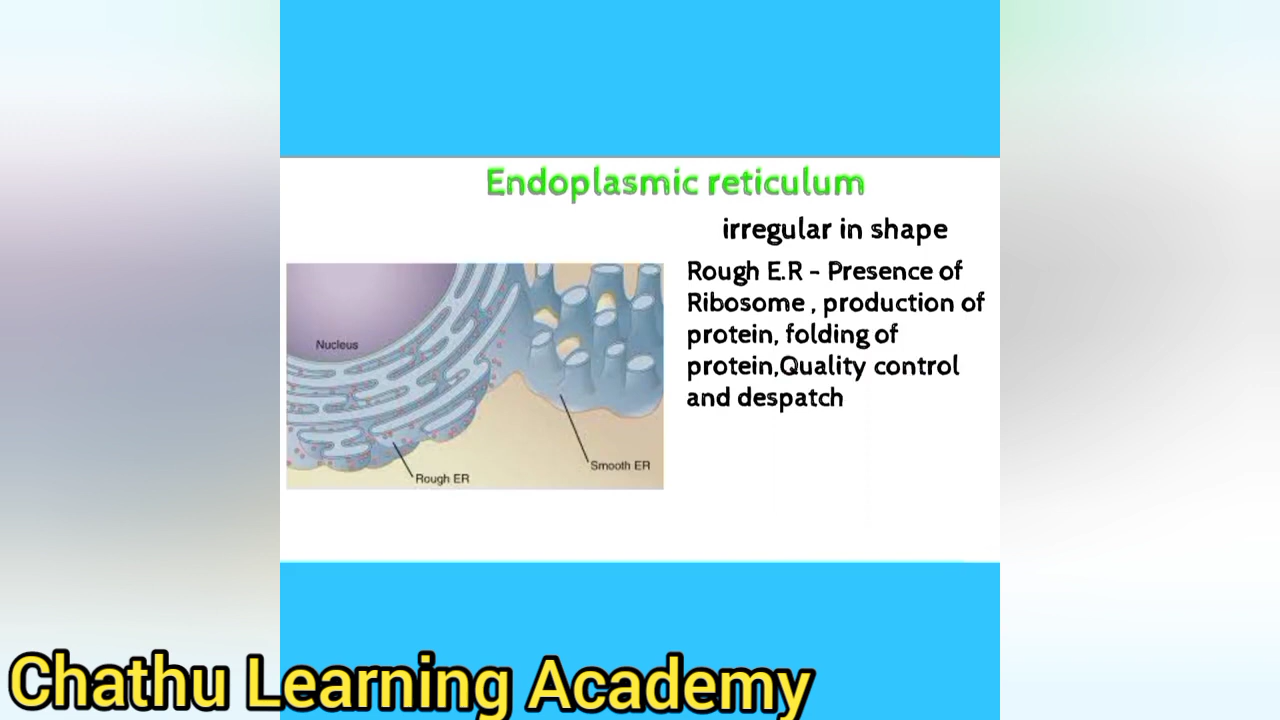 Endoplasmic reticulum
irregular in shape
Rough E.R - Presence of
Ribosome , production of
protein, folding of
protein,Quality control
and despatch
Nucleus
Smooth ER
Rough ER
Chathu Learning Academy